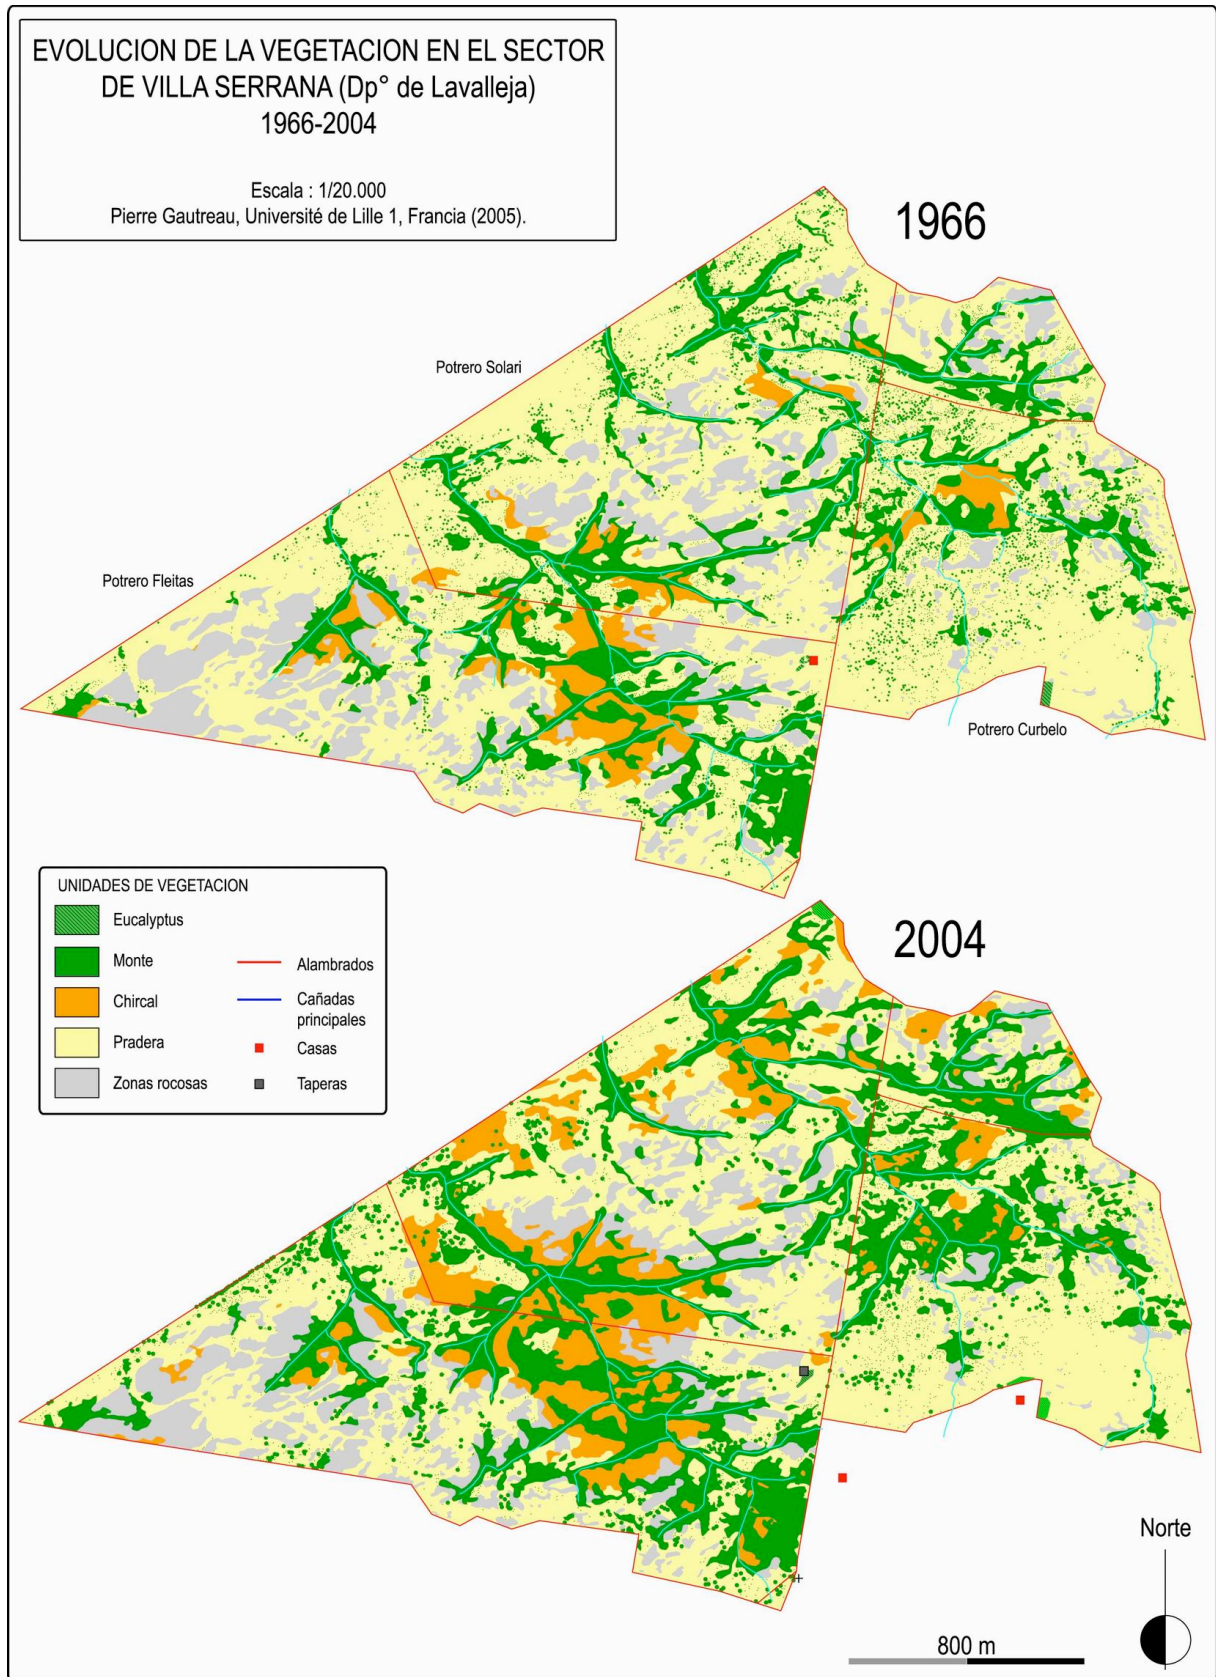 EVOLUCION DE LA VEGETACION EN EL SECTOR
DE VILLA SERRANA (Dp° de Lavalleja)
1966-2004
Escala : 1/20.000
Pierre Gautreau, Université de Lille 1, Francia (2005).
1966
Potrero Solari
Potrero Fleitas
Potrero Curbelo
UNIDADES DE VEGETACION
Eucalyptus
Monte
Chircal
Pradera
Zonas rocosas
Alambrados
Cañadas
principales
Casas
Taperas
2004
Norte
800 m